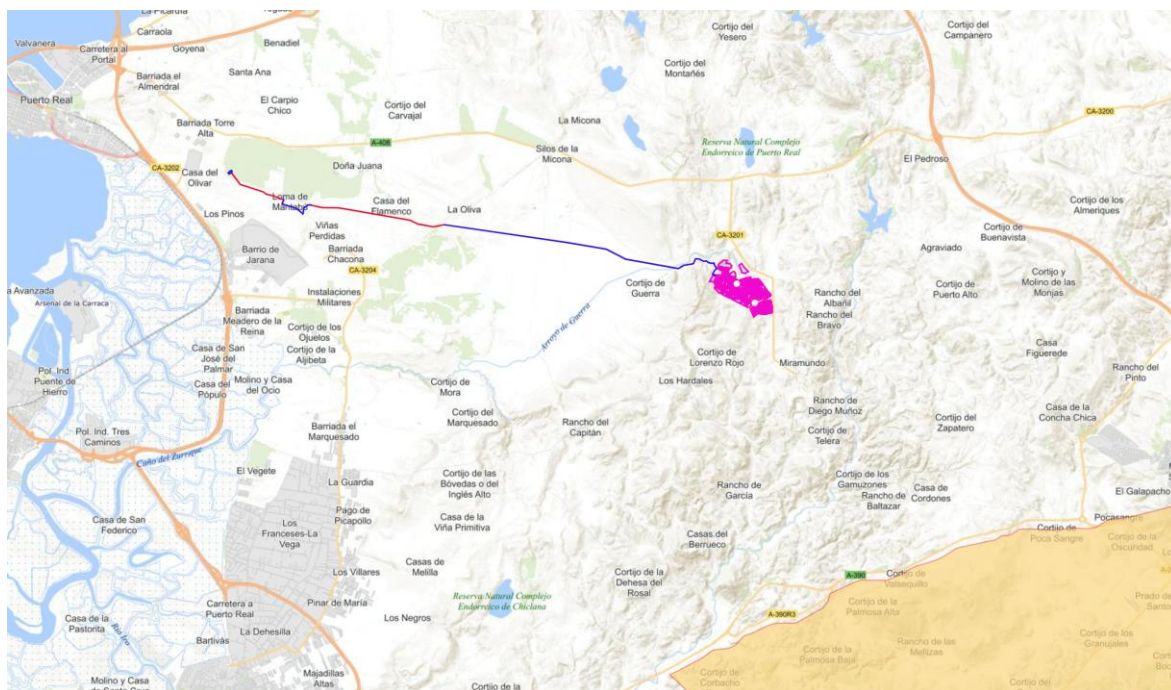 La Picardía
Carraola
Valvanera
Carretera al
Portal
Goyena
Benadiel
Barriada el
Almendral
Santa Ana
Puerto Real
El Carpio
Chico
Cortijo del
Carvajal
Barriada Torre
Alta
A-408
CA-3202
Casa del
Olivar
Doña Juana
La Micona
Silos de la
Micona
Cortijo del
Yesero
Cortijo del
Montañés
Cortijo del
Campanero
CA-3200
Reserva Natural Complejo
Endorreico de Puerto Real
El Pedroso
Loma de
Casa del
Flamenco
La Oliva
Los Pinos
Viñas
Perdidas
Barrio de
Jarana
Barriada
Chacona
CA-3204
CA-3201
Cortijo de los
Almeriques
Cortijo de
Buenavista
Agraviado
Cortijo de
Guerra
Cortijo de
Puerto Alto
Cortijo y
Molino de las
Monjas
Rancho del
Albañil
Rancho del
Bravo
Instalaciones
Militares
Arsenal de la Carraca
Barriada
Meadero de la
Reina
Cortijo de los
Ojuelos
Cortijo de la
Aljibeta
Arroyo de Guerra
Casa de San
José del
Palmar
Casa del
Pópulo
Molino y Casa
del Ocio
Pol. Ind
Puente de
Hierro
Cortijo de
Mora
Cortijo de
Lorenzo Rojo
Miramundo
Los Hardales
Casa
Figuerede
Rancho del
Pinto
Cortijo del
Marquesado
Rancho del
Capitán
Rancho de
Diego Muñoz
Cortijo de
Telera
Cortijo del
Zapatero
Casa de la
Concha Chica
Pol. Ind. Tres
Caminos
Barriada el
Marquesado
Caño del Zurraque
El Vegete
La Guardia
Cortijo de las
Bóvedas o del
Inglés Alto
Rancho de
García
Cortijo de los
Gamuzones
Rancho de
Baltazar
Casa de
Cordones
El Galapacho
Casa de San
Federico
Los
Franceses-La
Vega
Pago de
Picapollo
Casa de la
Viña Primitiva
Casas del
Berrueco
Pocasangre
Cortijo de
Poca Sangre
Cortijo de la
Oscuridad
Los Villares
Casas de
Melilla
Cortijo de la
Dehesa del
Rosal
A-390
Cortijo de
Valsequillo
Carretera a
Puerto Real
Pinar de María
Reserva Natural Complejo
Endorreico de Chiclana
Los Negros
A-390R3
Cortijo de la
Palmosa Alta
Prado de
Casa de la
Pastorita
Río Iro
La Dehesilla
Bartivás
Cortijo de la
Palmosa Baja
Rancho de las
Mellizas
Cortijo de los
Granujales
Molino y Casa
Majadillas
Altas
Cortijo de la
Cortijo de
Corbacho
Cortijo del